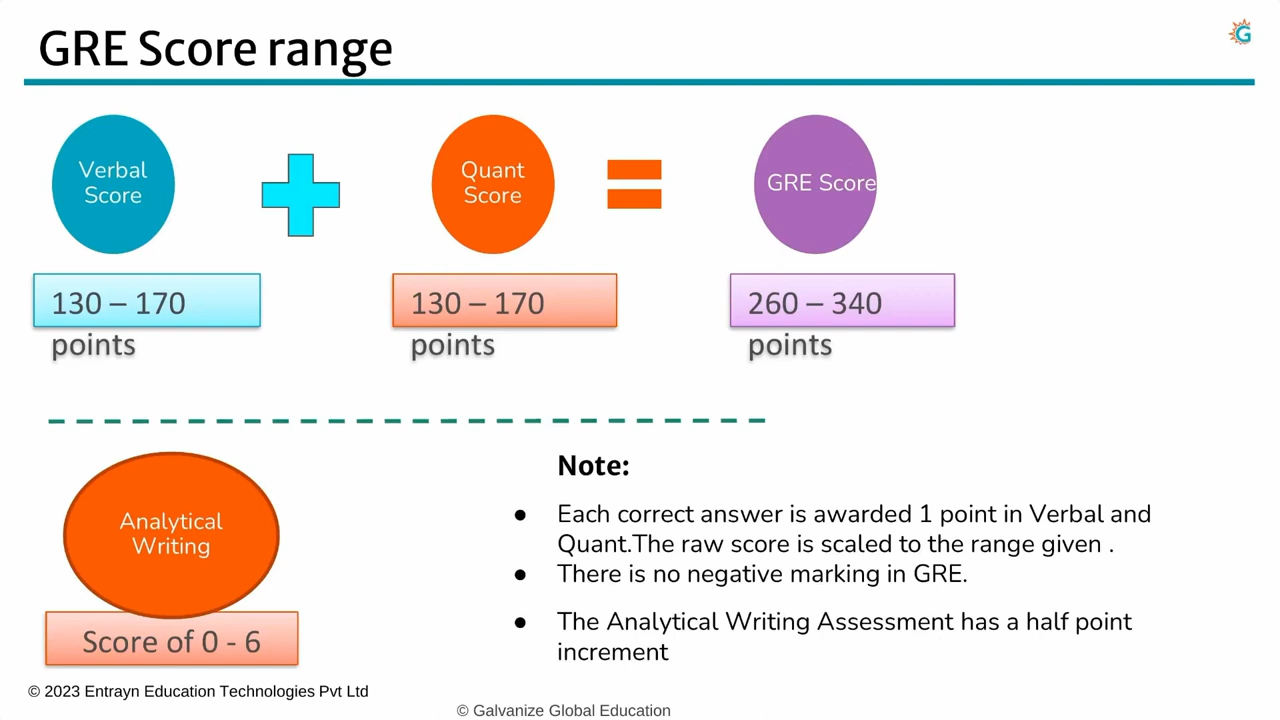 GRE Score range
G
Verbal
Score
Quant
Score
GRE Score
130 – 170
points
130 – 170
points
260 – 340
points
Analytical
Writing
Score of 0 - 6
Note:
● Each correct answer is awarded 1 point in Verbal and
Quant.The raw score is scaled to the range given .
● There is no negative marking in GRE.
● The Analytical Writing Assessment has a half point
increment
© 2023 Entrayn Education Technologies Pvt Ltd
© Galvanize Global Education